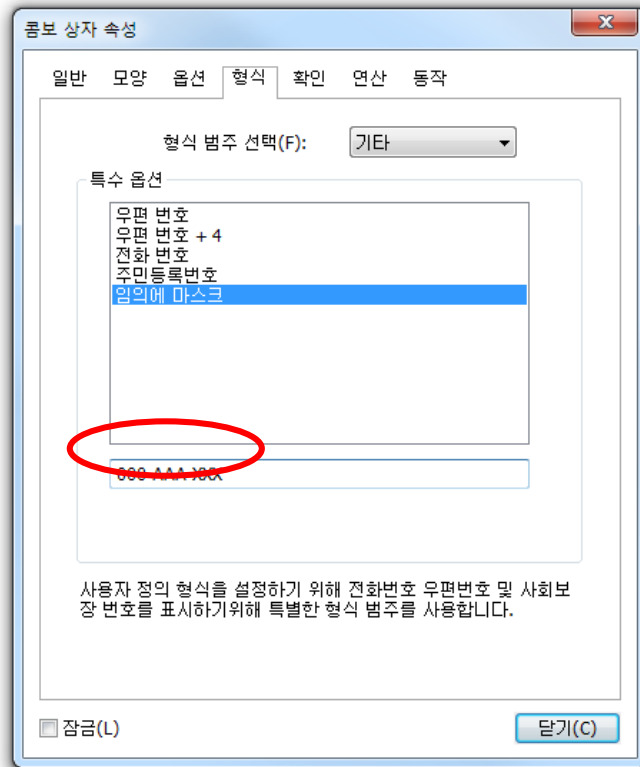 콤보 상자 속성
일반 모양 옵션 형식 확인 연산 동작
형식 범주 선택(F): 기타
특수 옵션
우편 번호
우편 번호 + 4
전화 번호
주민등록번호
임의에 마스크
AAA
사용자 정의 형식을 설정하기 위해 전화번호 우편번호 및 사회보
장 번호를 표시하기위해 특별한 형식 범주를 사용합니다.
잠금(L) 닫기(C)